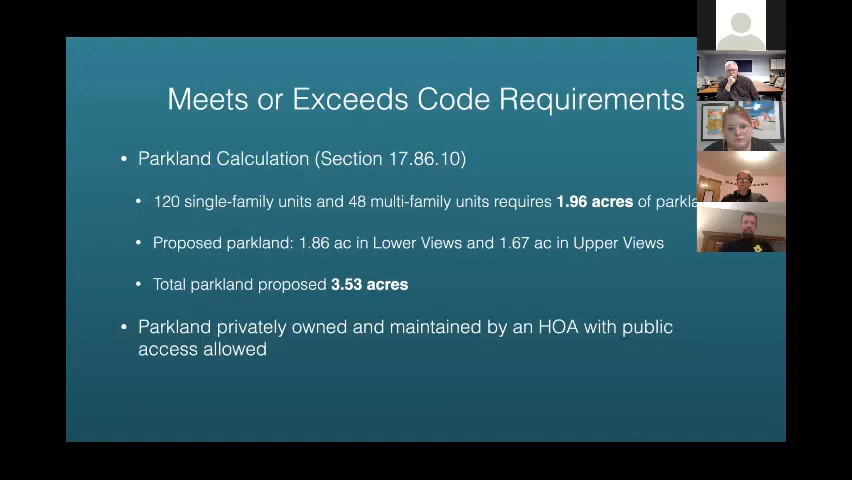 Meets or Exceeds Code Requirements
• Parkland Calculation (Section 17.86.10)
• 120 single-family units and 48 multi-family units requires 1.96 acres of
• Proposed parkland: 1.86 ac in Lower Views and 1.67 ac in Upper Views
• Total parkland proposed 3.53 acres
• Parkland privately owned and maintained by an HOA with public
access allowed